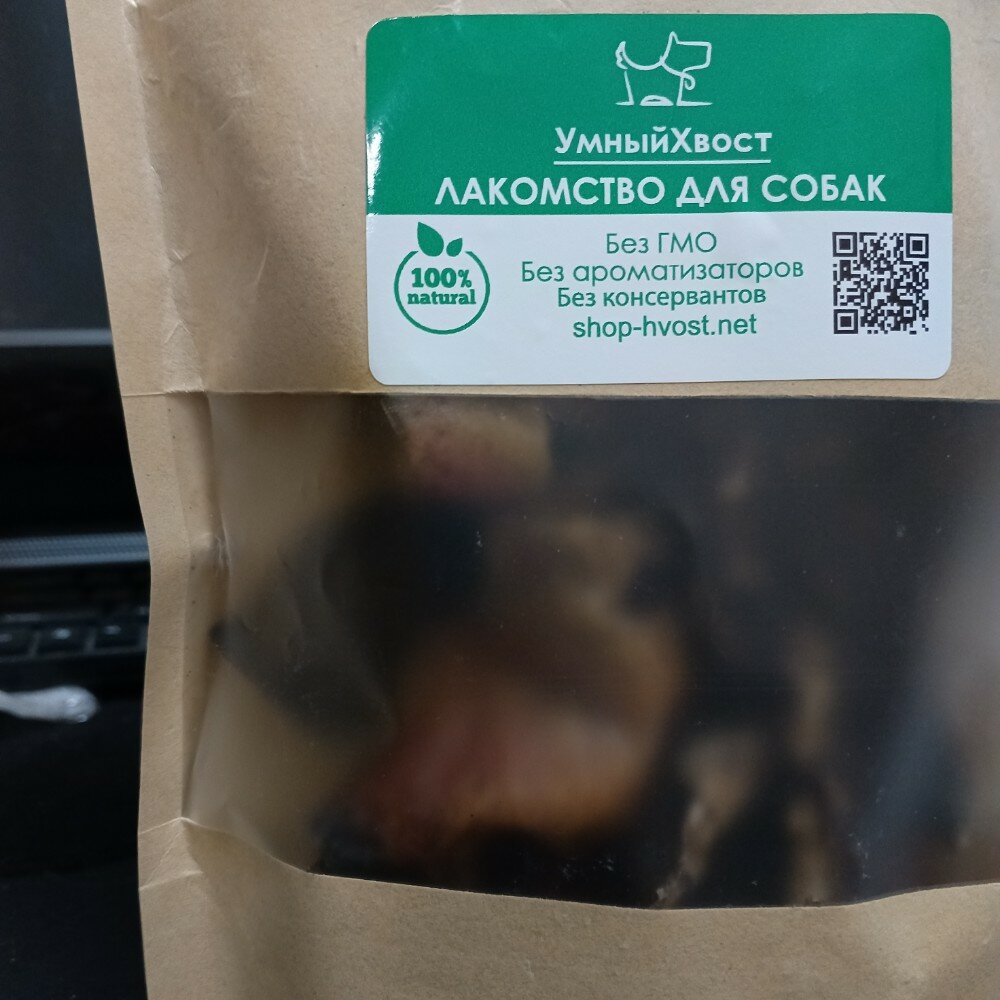 УмныйХвост
ЛАКОМСТВО ДЛЯ СОБАК
100%
natural
Без ГМО
Без ароматизаторов
Без консервантов
shop-hvost.net